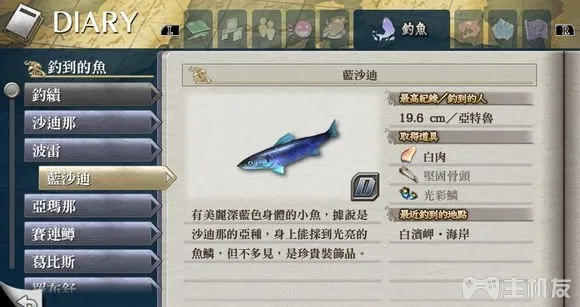 DIARY
L
釣魚
R
釣到的魚
釣績
沙迪那
波雷
藍沙迪
亞瑪那
賽連鱒
葛比斯
藍沙迪
D
有美麗深藍色身體的小魚,據說是
沙迪那的亞種,身上能採到光亮的
魚鱗,但不多見,是珍貴裝飾品。
最高紀錄/釣到的人
19.6 cm/亞特魯
取得道具
白肉
堅固骨頭
光彩鱗
最近釣到的地點
白濱岬・海岸
主机友